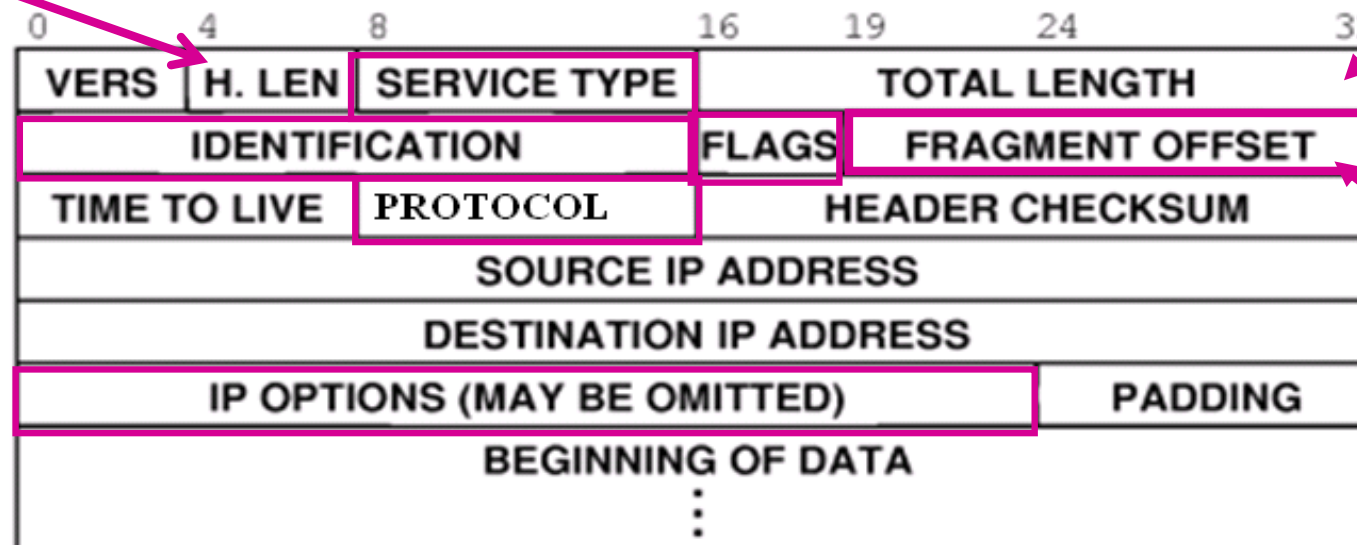 0 4 8 16 19 24 3
VERS H. LEN SERVICE TYPE TOTAL LENGTH
IDENTIFICATION FLAGS FRAGMENT OFFSET
TIME TO LIVE PROTOCOL HEADER CHECKSUM
SOURCE IP ADDRESS
DESTINATION IP ADDRESS
IP OPTIONS (MAY BE OMITTED) PADDING
BEGINNING OF DATA